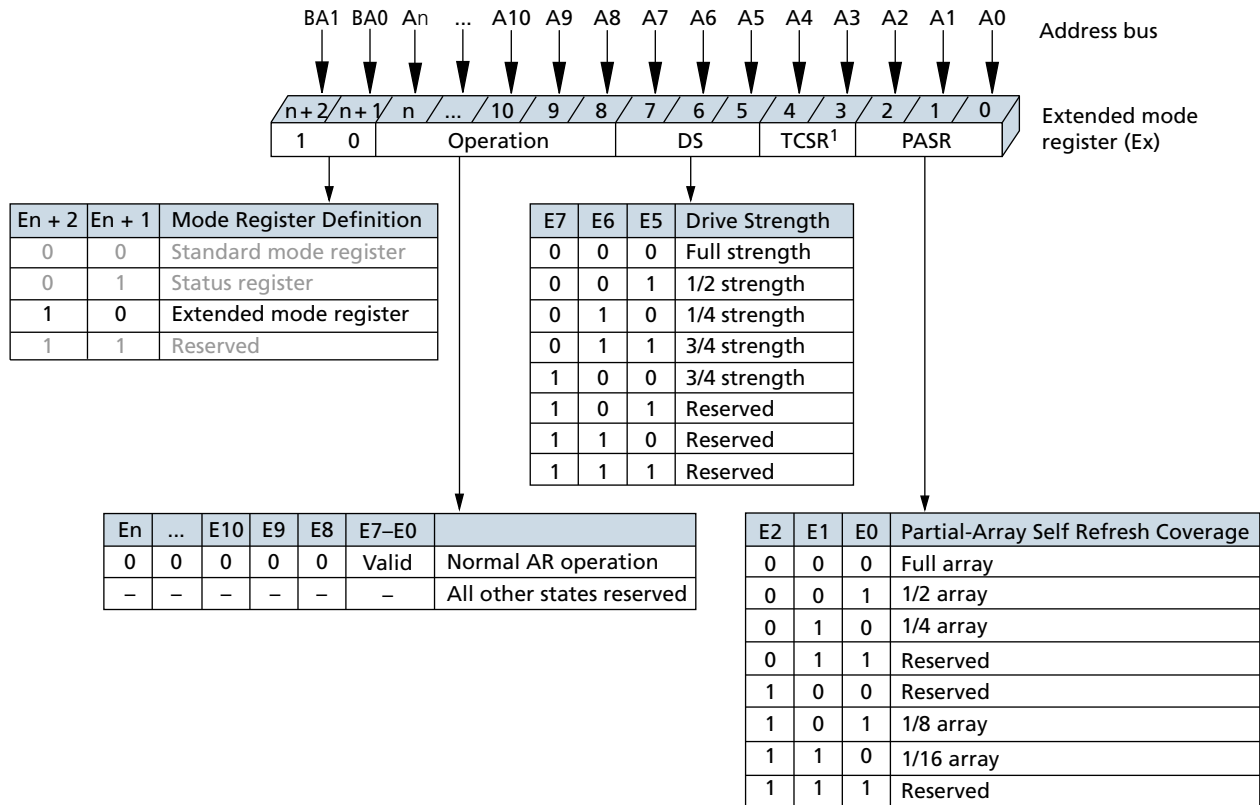 BA1 BA0 An ... A10 A9 A8 A7 A6 A5 A4 A3 A2 A1 A0
Address bus
n+2 n+1 n ... 10 9 8 7 6 5 4 3 2 1 0
Extended mode
register (Ex)
1 0 Operation DS TCSR1 PASR
En + 2 En + 1 Mode Register Definition
0 0 Standard mode register
0 1 Status register
1 0 Extended mode register
1 1 Reserved
E7 E6 E5 Drive Strength
0 0 0 Full strength
0 0 1 1/2 strength
0 1 0 1/4 strength
0 1 1 3/4 strength
1 0 0 3/4 strength
1 0 1 Reserved
1 1 0 Reserved
1 1 1 Reserved
En ... E10 E9 E8 E7–E0
0 0 0 0 0 Valid Normal AR operation
– – – – – – All other states reserved
E2 E1 E0 Partial-Array Self Refresh Coverage
0 0 0 Full array
0 0 1 1/2 array
0 1 0 1/4 array
0 1 1 Reserved
1 0 0 Reserved
1 0 1 1/8 array
1 1 0 1/16 array
1 1 1 Reserved